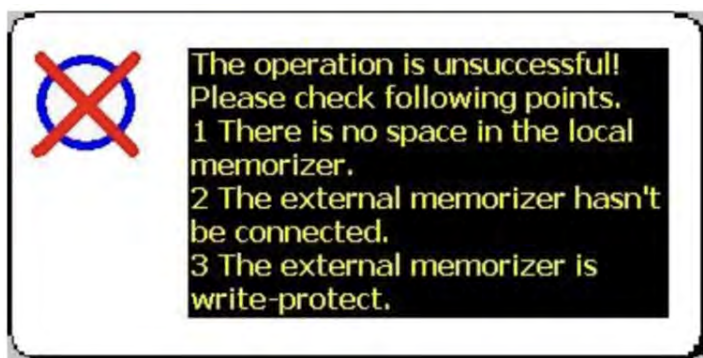 The operation is unsuccessful!
Please check following points.
1 There is no space in the local
memorizer.
2 The external memorizer hasn't
be connected.
3 The external memorizer is
write-protect.